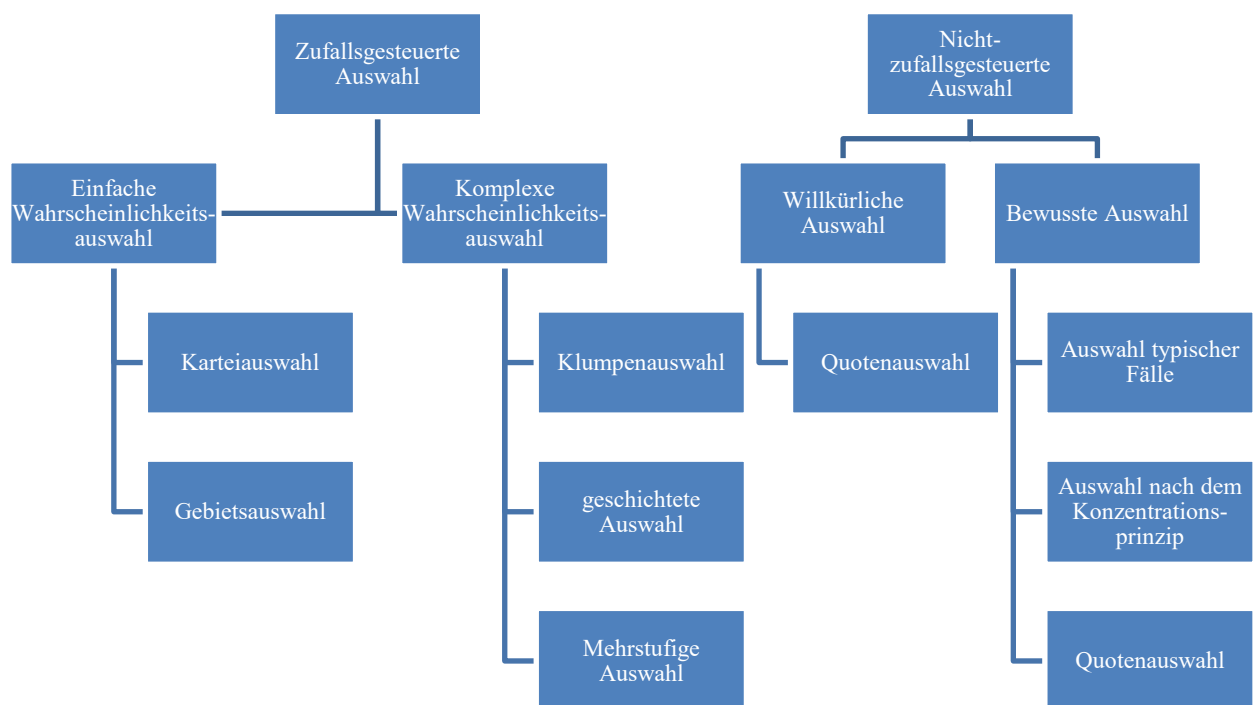 Zufallsgesteuerte
Auswahl
Nicht-
zufallsgesteuerte
Auswahl
Einfache
Wahrscheinlichkeits-
auswahl
Komplexe
Wahrscheinlichkeits-
auswahl
Willkürliche
Auswahl
Bewusste Auswahl
Karteiauswahl
Klumpenauswahl
Quotenauswahl
Auswahl typischer
Fälle
Gebietsauswahl
geschichtete
Auswahl
Auswahl nach dem
Konzentrations-
prinzip
Mehrstufige
Auswahl
Quotenauswahl